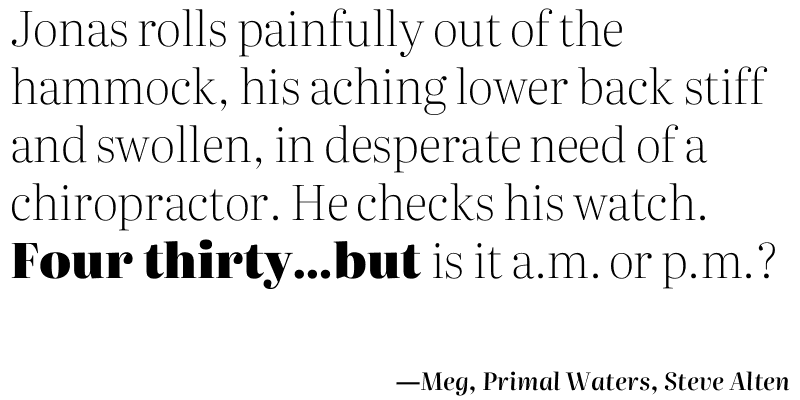 Jonas rolls painfully out of the
hammock, his aching lower back stiff
and swollen, in desperate need of a
chiropractor. He checks his watch.
Four thirty...but is it a.m. or p.m.?
—Meg, Primal Waters, Steve Alten